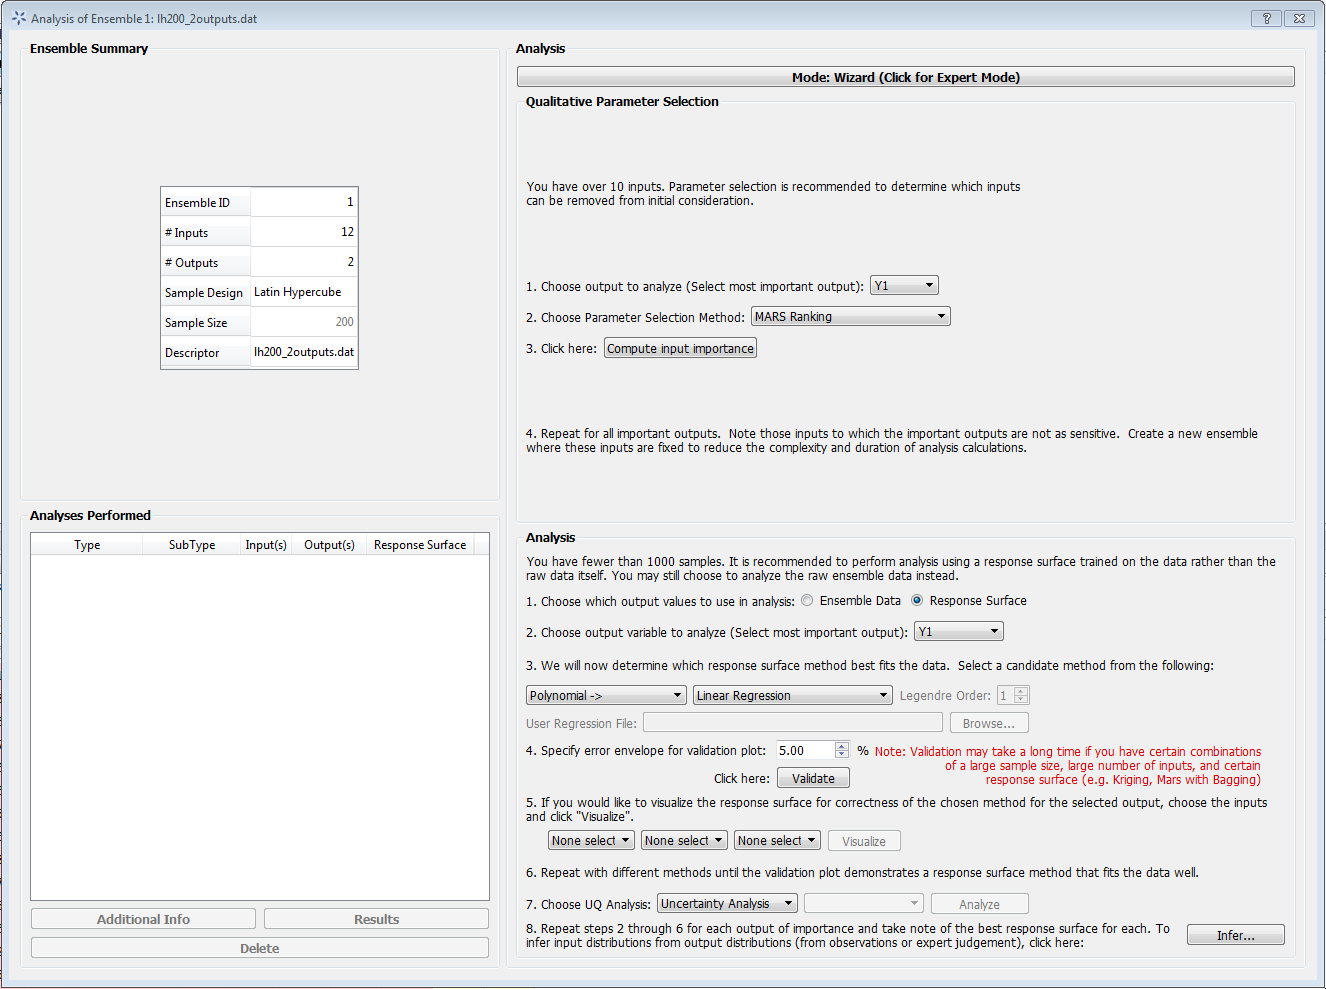 Analysis of Ensemble 1: lh200_2outputs.dat
Ensemble Summary
Ensemble ID 1
# Inputs 12
# Outputs 2
Sample Design Latin Hypercube
Sample Size 200
Descriptor lh200_2outputs.dat
Analyses Performed
Type SubType Input(s) Output(s) Response Surface
Additional Info Results
Delete
Analysis
Mode: Wizard (Click for Expert Mode)
Qualitative Parameter Selection
You have over 10 inputs. Parameter selection is recommended to determine which inputs
can be removed from initial consideration.
1. Choose output to analyze (Select most important output): Y1
2. Choose Parameter Selection Method: MARS Ranking
3. Click here: Compute input importance
4. Repeat for all important outputs.  Note those inputs to which the important outputs are not as sensitive.  Create a new ensemble
where these inputs are fixed to reduce the complexity and duration of analysis calculations.
Analysis
You have fewer than 1000 samples. It is recommended to perform analysis using a response surface trained on the data rather than the
raw data itself. You may still choose to analyze the raw ensemble data instead.
1. Choose which output values to use in analysis: Ensemble Data Response Surface
2. Choose output variable to analyze (Select most important output): Y1
3. We will now determine which response surface method best fits the data.  Select a candidate method from the following:
Polynomial -> Linear Regression Legendre Order: 1
User Regression File: Browse...
4. Specify error envelope for validation plot: 5.00 % Note: Validation may take a long time if you have certain combinations
of a large sample size, large number of inputs, and certain
Click here: Validate response surface (e.g. Kriging, Mars with Bagging)
5. If you would like to visualize the response surface for correctness of the chosen method for the selected output, choose the inputs
and click "Visualize".
None select None select None select Visualize
6. Repeat with different methods until the validation plot demonstrates a response surface method that fits the data well.
7. Choose UQ Analysis: Uncertainty Analysis Analyze
8. Repeat steps 2 through 6 for each output of importance and take note of the best response surface for each. To
infer input distributions from output distributions (from observations or expert judgement), click here: Infer...